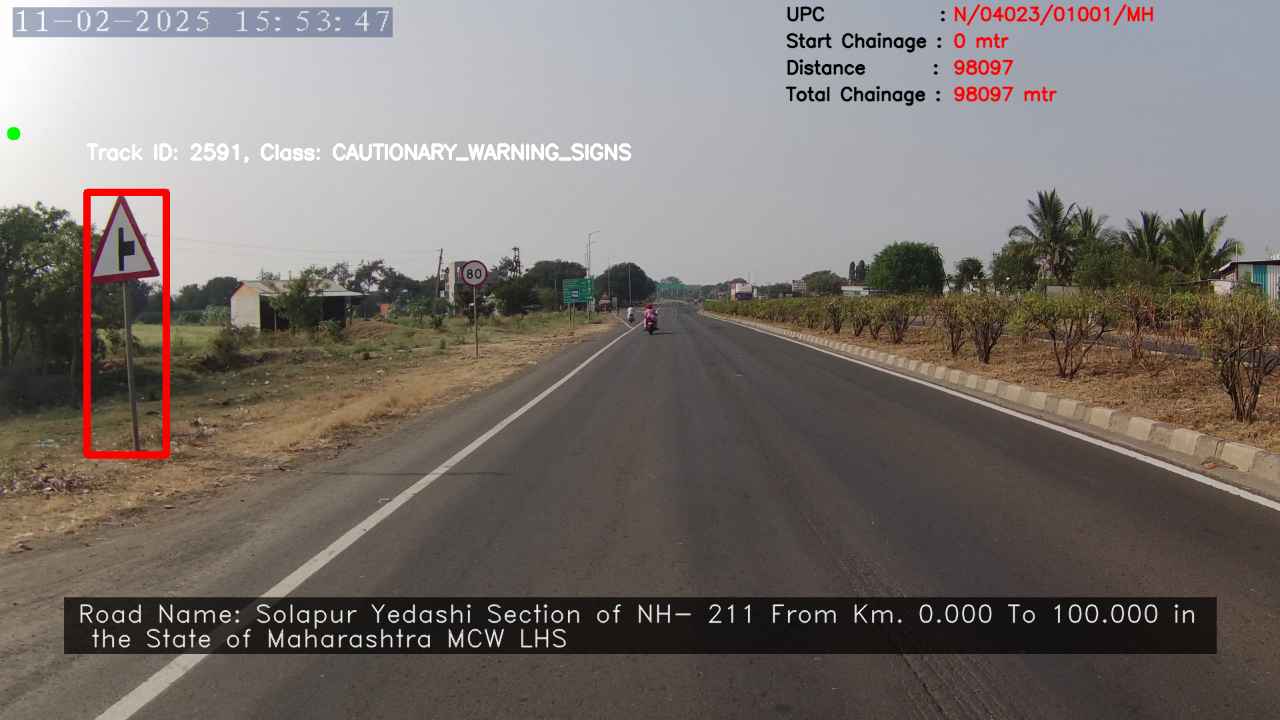 11-02-2025 15:53:47
UPC : N/04023/01001/MH
Start Chainage : 0 mtr
Distance : 98097
Total Chainage : 98097 mtr
Track ID: 2591, Class: CAUTIONARY_WARNING_SIGNS
80
Road Name: Solapur Yedashi Section of NH- 211 From Km. 0.000 To 100.000 in
the State of Maharashtra MCW LHS